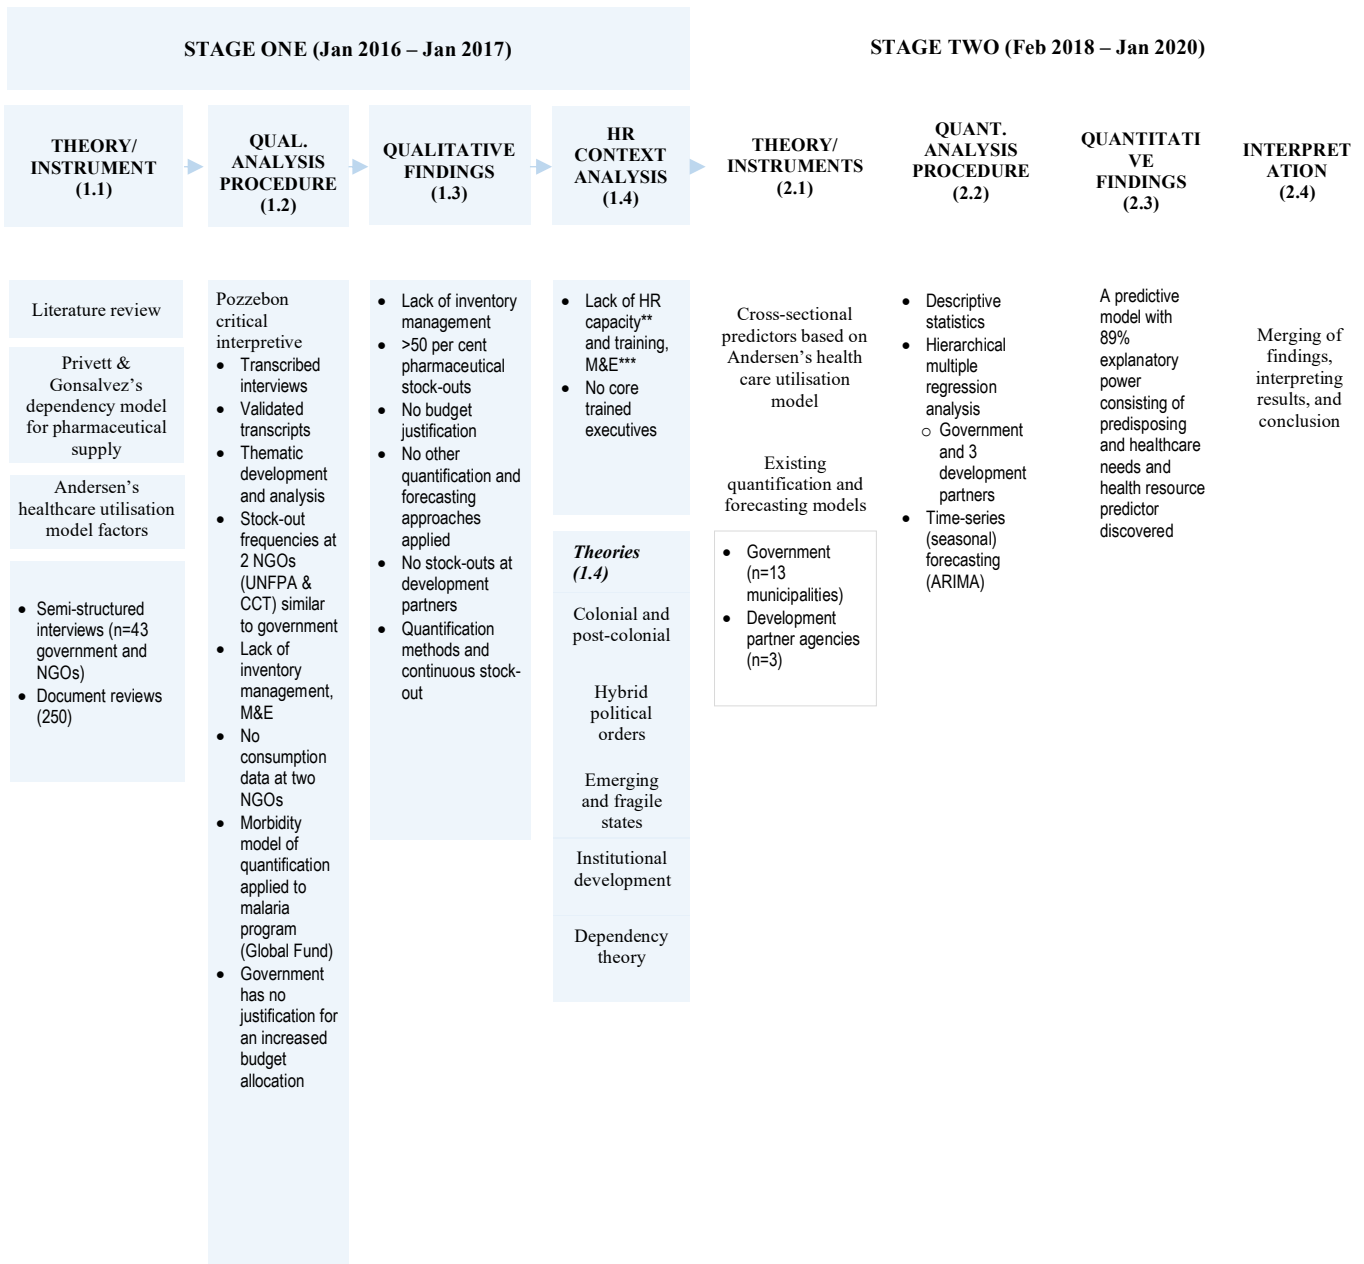 STAGE ONE (Jan 2016 – Jan 2017)
STAGE TWO (Feb 2018 – Jan 2020)
THEORY/
INSTRUMENT
(1.1)
QUAL.
ANALYSIS
PROCEDURE
(1.2)
QUALITATIVE
FINDINGS
(1.3)
HR
CONTEXT
ANALYSIS
(1.4)
THEORY/
INSTRUMENTS
(2.1)
QUANT.
ANALYSIS
PROCEDURE
(2.2)
QUANTITATI
VE
FINDINGS
(2.3)
INTERPRET
ATION
(2.4)
Literature review
Privett &
Gonsalvez’s
dependency model
for pharmaceutical
supply
Andersen’s
healthcare utilisation
model factors
• Semi-structured
interviews (n=43
government and
NGOs)
• Document reviews
(250)
Pozzebon
critical
interpretive
• Transcribed
interviews
• Validated
transcripts
• Thematic
development
and analysis
• Stock-out
frequencies at
2 NGOs
(UNFPA &
CCT) similar
to government
• Lack of
inventory
management,
M&E
• No
consumption
data at two
NGOs
• Morbidity
model of
quantification
applied to
malaria
program
(Global Fund)
• Government
has no
justification for
an increased
budget
allocation
• Lack of inventory
management
• >50 per cent
pharmaceutical
stock-outs
• No budget
justification
• No other
quantification and
forecasting
approaches
applied
• No stock-outs at
development
partners
• Quantification
methods and
continuous stock-
out
• Lack of HR
capacity**
and training,
M&E***
• No core
trained
executives
Theories
(1.4)
Colonial and
post-colonial
Hybrid
political
orders
Emerging
and fragile
states
Institutional
development
Dependency
theory
Cross-sectional
predictors based on
Andersen’s health
care utilisation
model
Existing
quantification and
forecasting models
• Government
(n=13
municipalities)
• Development
partner agencies
(n=3)
• Descriptive
statistics
• Hierarchical
multiple
regression
analysis
o Government
and 3
development
partners
• Time-series
(seasonal)
forecasting
(ARIMA)
A predictive
model with
89%
explanatory
power
consisting of
predisposing
and healthcare
needs and
health resource
predictor
discovered
Merging of
findings,
interpreting
results, and
conclusion